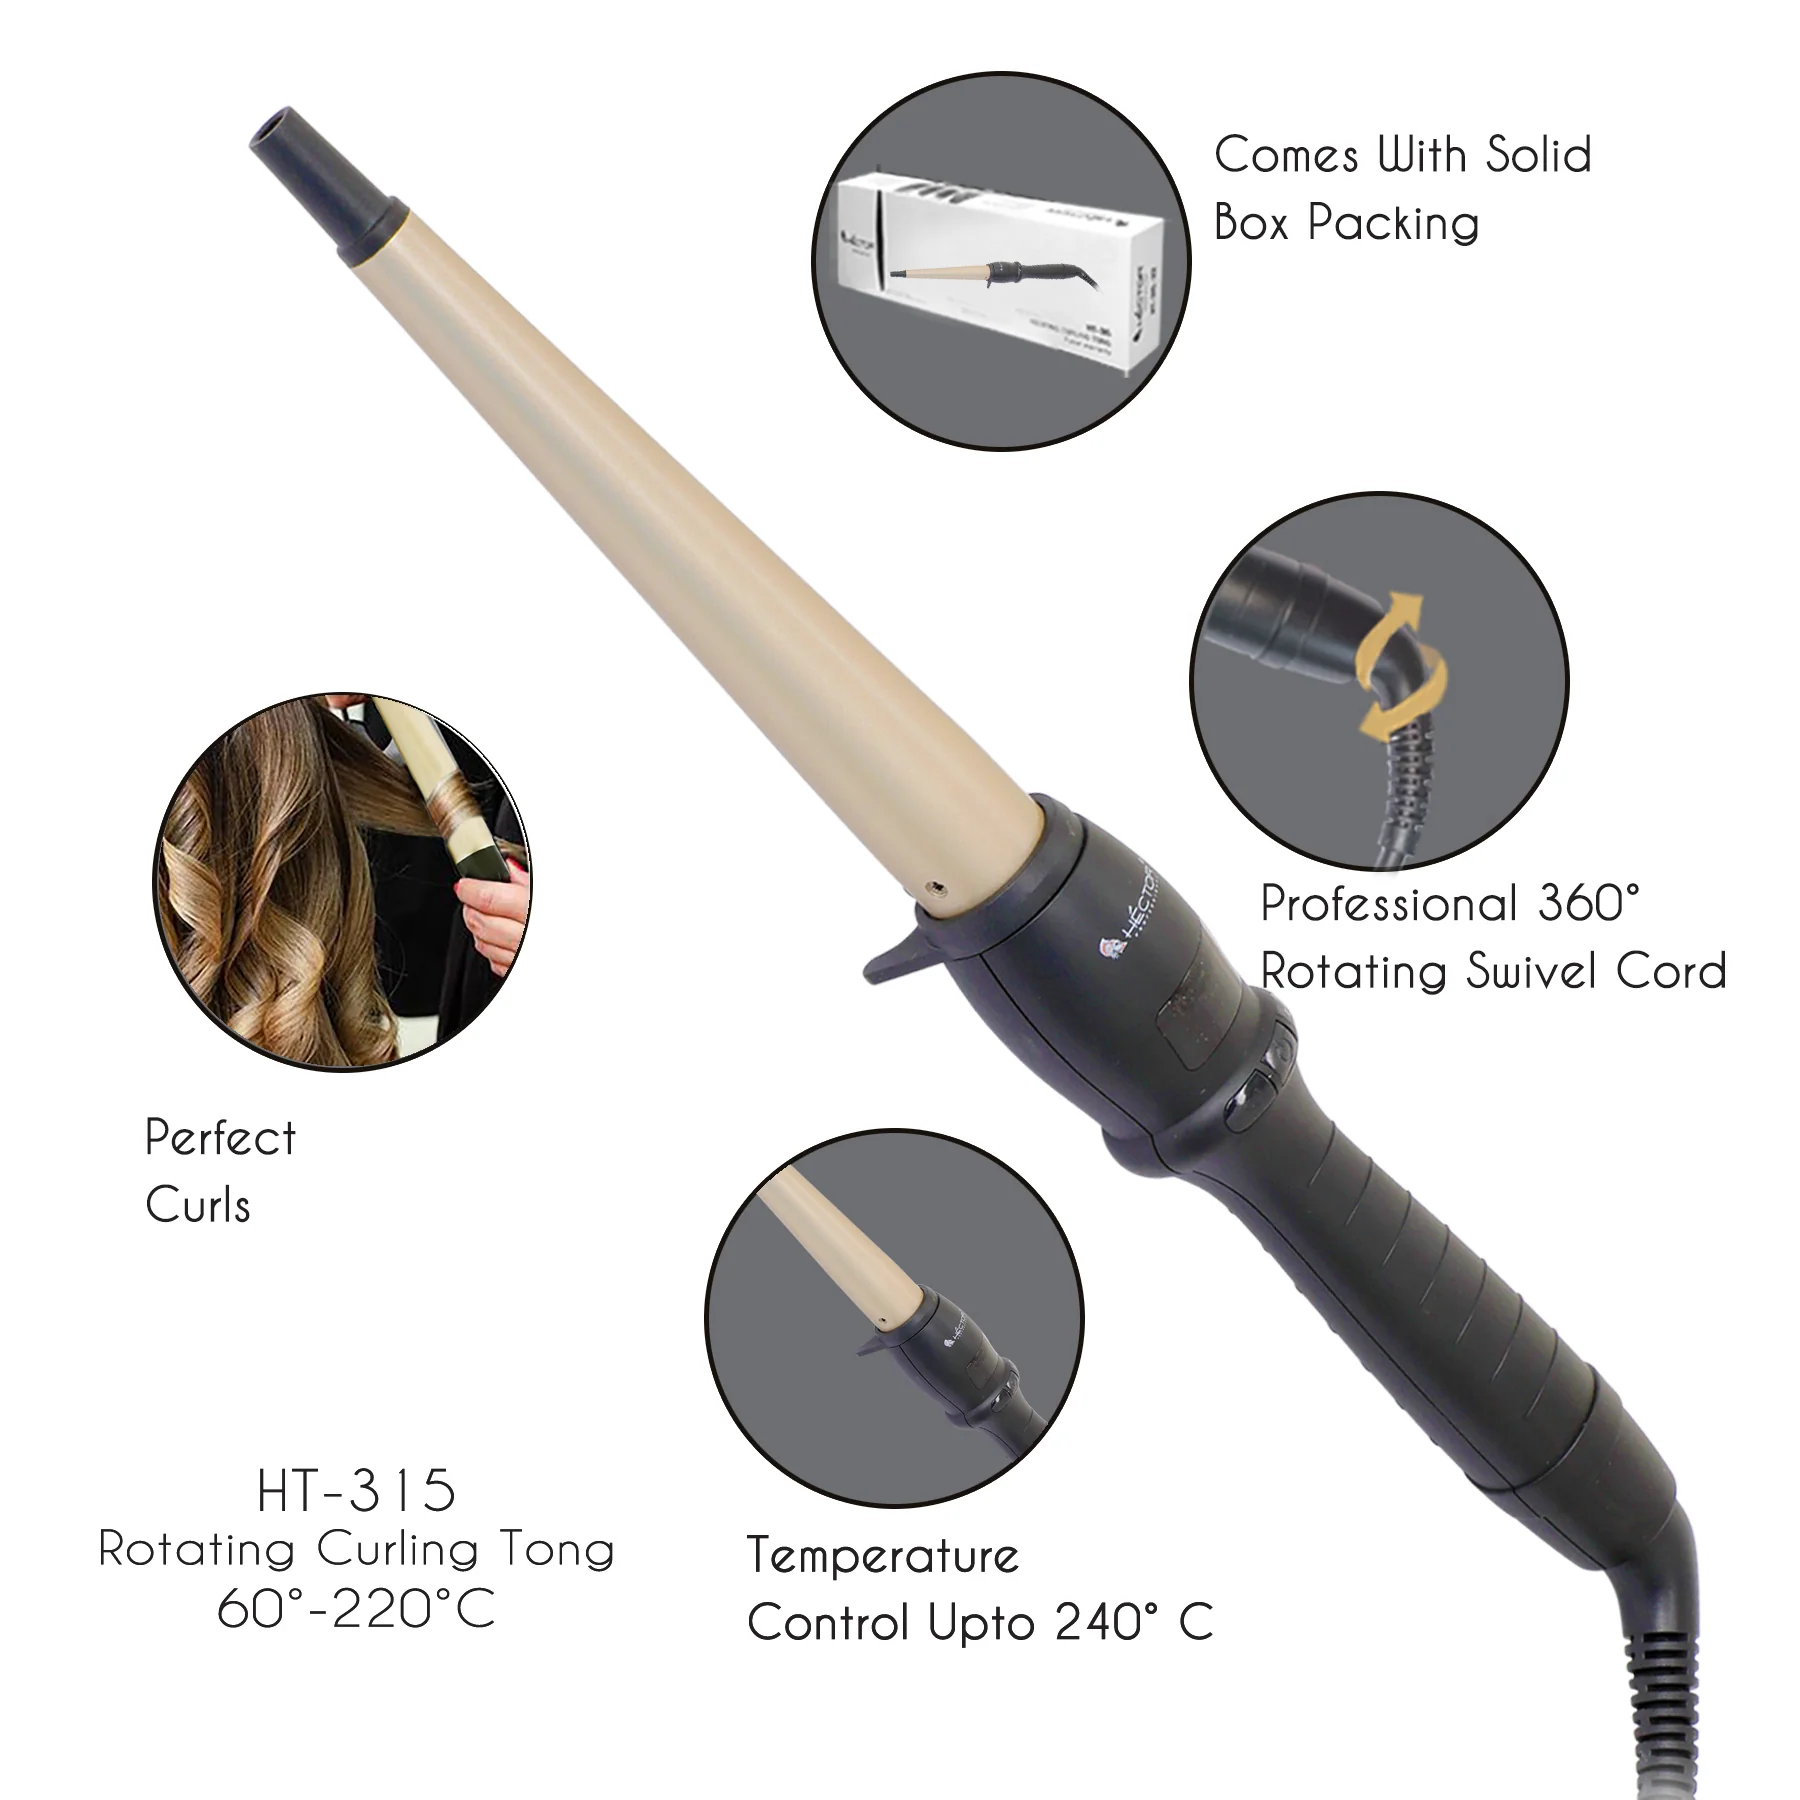 Comes With Solid
Box Packing
HÉCTOR
Professional 360°
Rotating Swivel Cord
Perfect
Curls
HT-315
Rotating Curling Tong
60°-220°C
Temperature
Control Upto 240° C